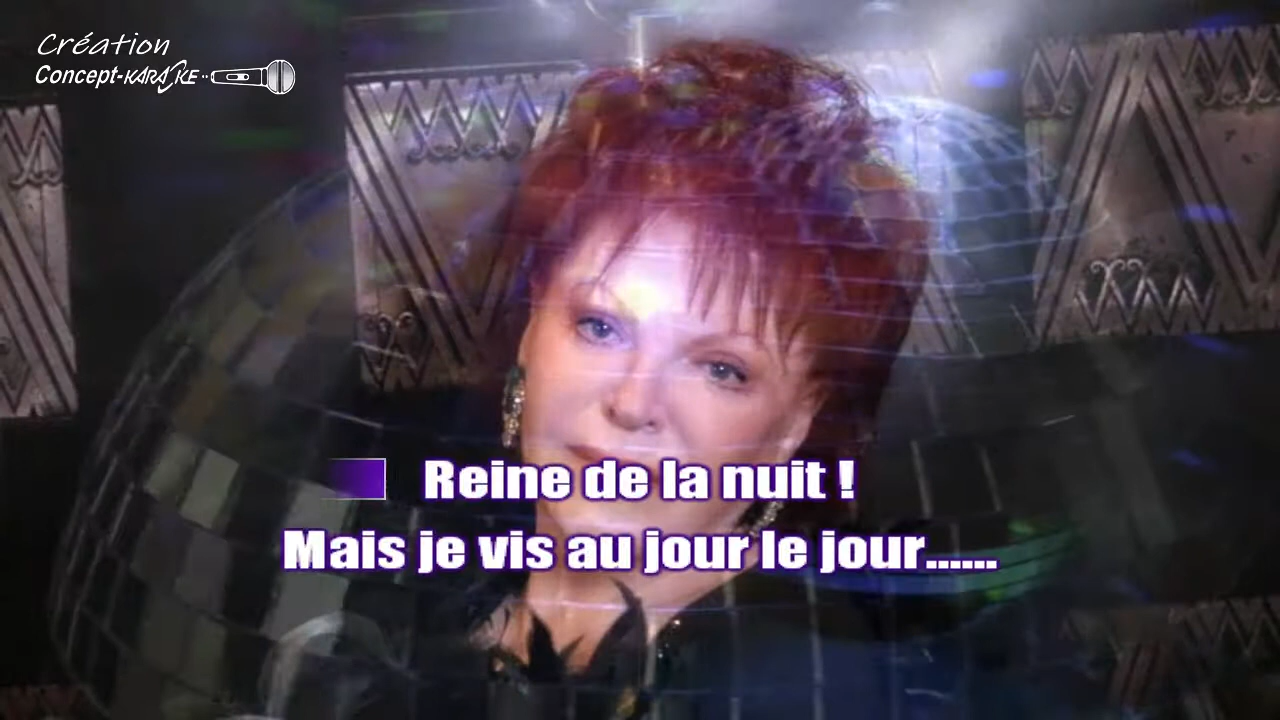 Création
Concept-KARAOKE
Reine de la nuit !
Mais je vis au jour le jour......